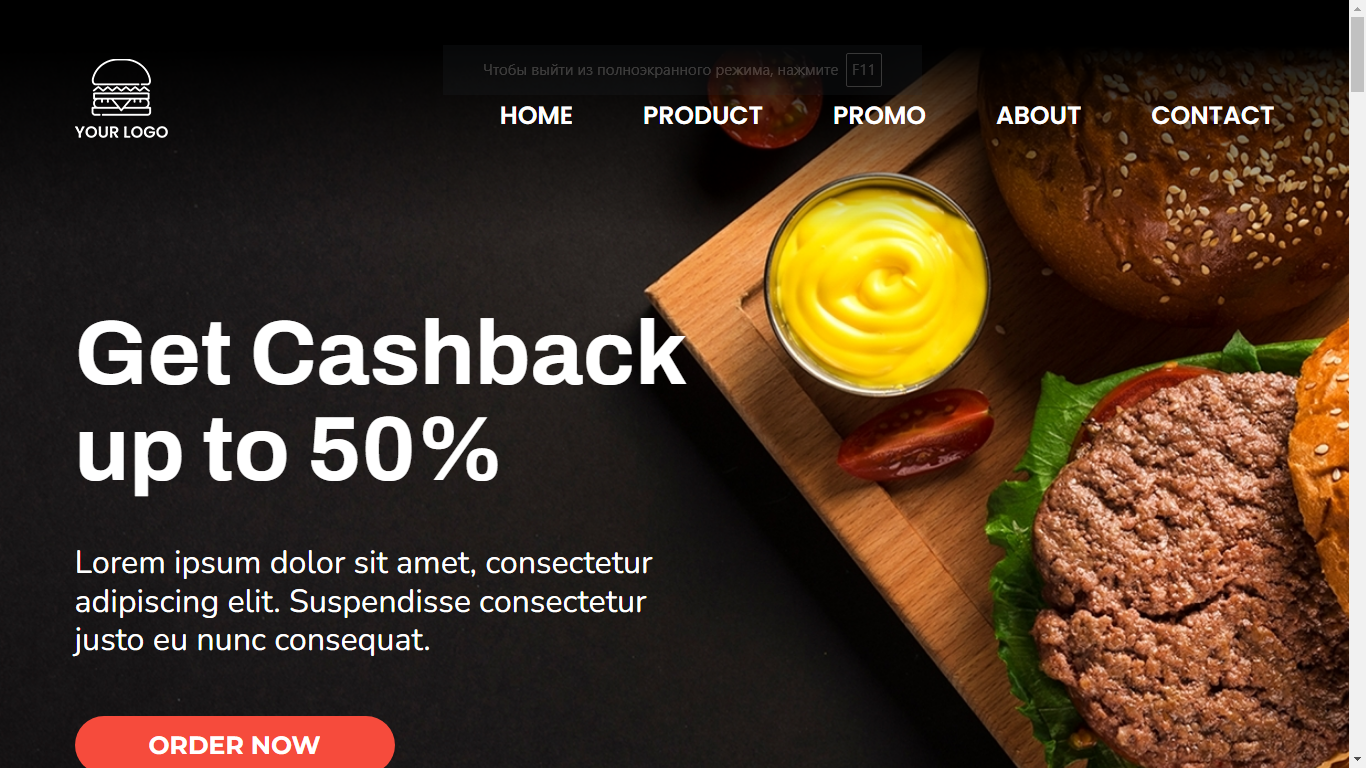 Чтобы выйти из полноэкранного режима, нажмите F11
YOUR LOGO
HOME PRODUCT PROMO ABOUT CONTACT
Get Cashback
up to 50%
Lorem ipsum dolor sit amet, consectetur
adipiscing elit. Suspendisse consectetur
justo eu nunc consequat.
ORDER NOW